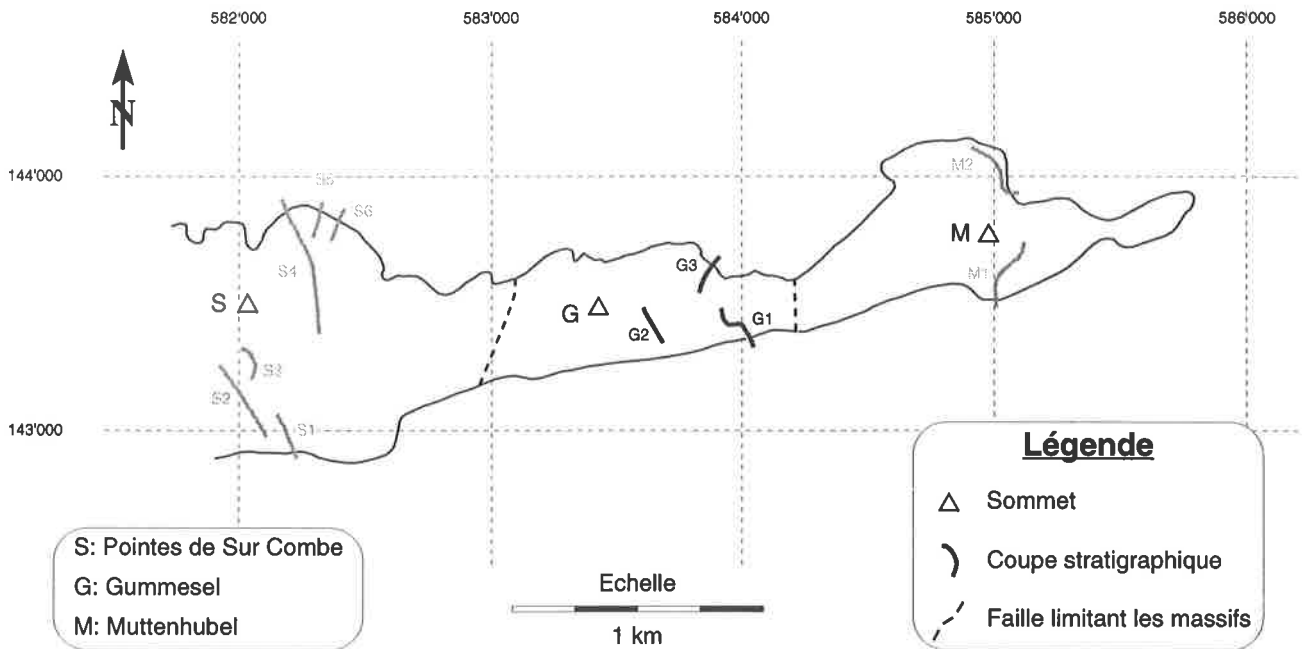 582'000 583'000 584'000 585'000 586'000
N
144'000
S5
S6
M2
S4
M
G3
M1
S
G
G2
G1
S3
S2
S1
143'000
Légende
Sommet
Coupe stratigraphique
Faille limitant les massifs
S: Pointes de Sur Combe
G: Gummesel
M: Muttenhubel
Echelle
1 km